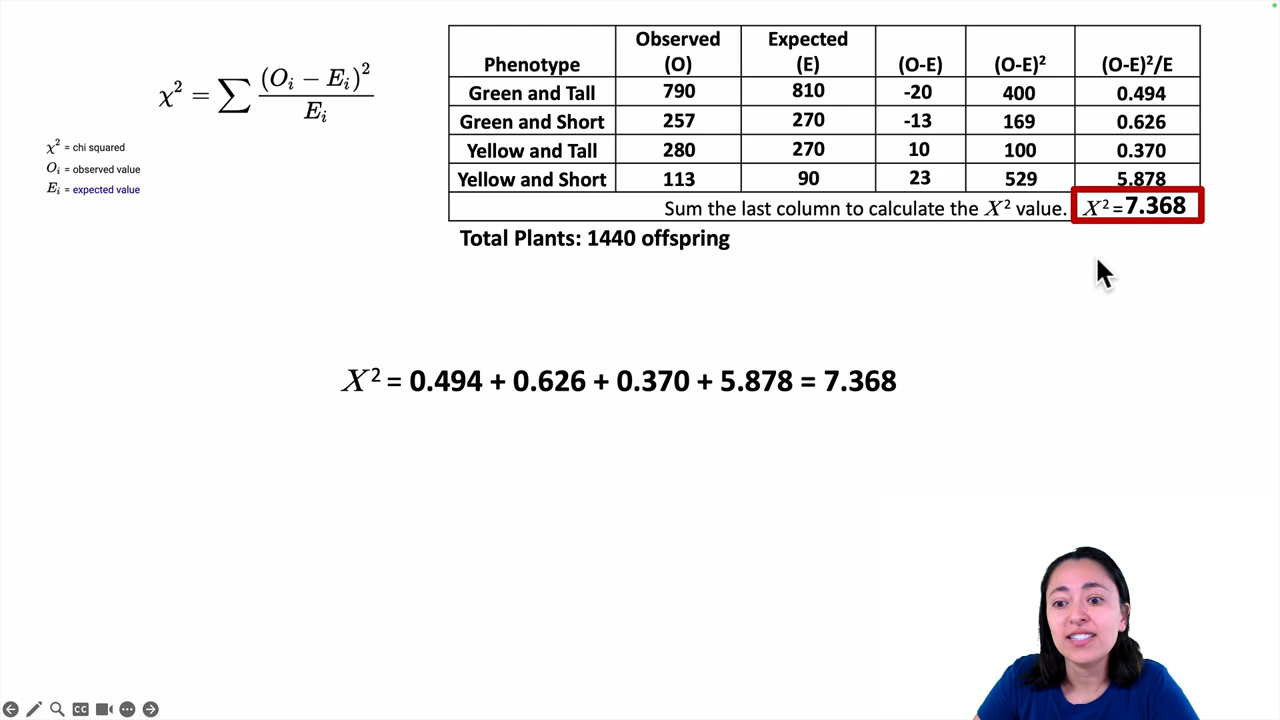 χ² = ∑ (Oᵢ − Eᵢ)² / Eᵢ
χ² = chi squared
Oᵢ = observed value
Eᵢ = expected value
Phenotype Observed (O) Expected (E) (O-E) (O-E)² (O-E)²/E
Green and Tall 790 810 -20 400 0.494
Green and Short 257 270 -13 169 0.626
Yellow and Tall 280 270 10 100 0.370
Yellow and Short 113 90 23 529 5.878
Sum the last column to calculate the X² value. X² = 7.368
Total Plants: 1440 offspring
X² = 0.494 + 0.626 + 0.370 + 5.878 = 7.368
CC